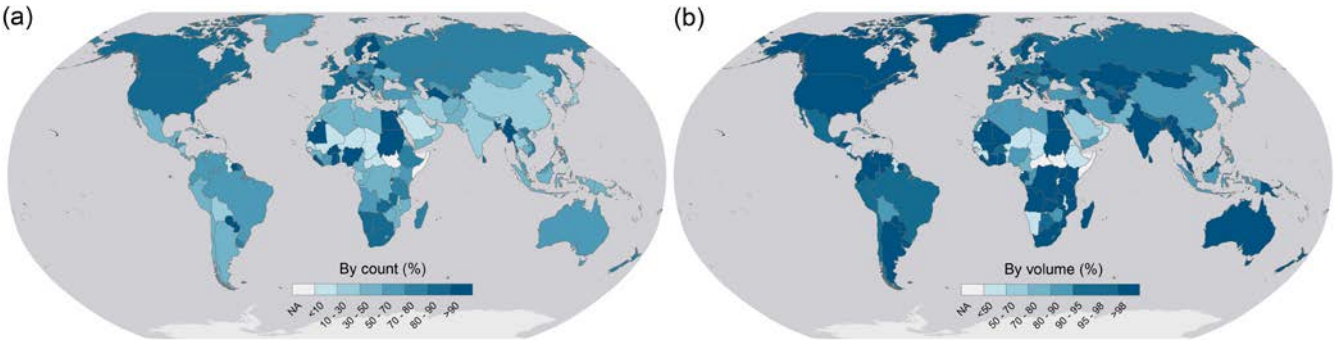 (a)
(b)
By count (%)
NA
<10
10 - 30
30 - 50
50 - 70
70 - 80
80 - 90
>90
By volume (%)
NA
<50
50 - 70
70 - 80
80 - 90
90 - 95
95 - 98
>98